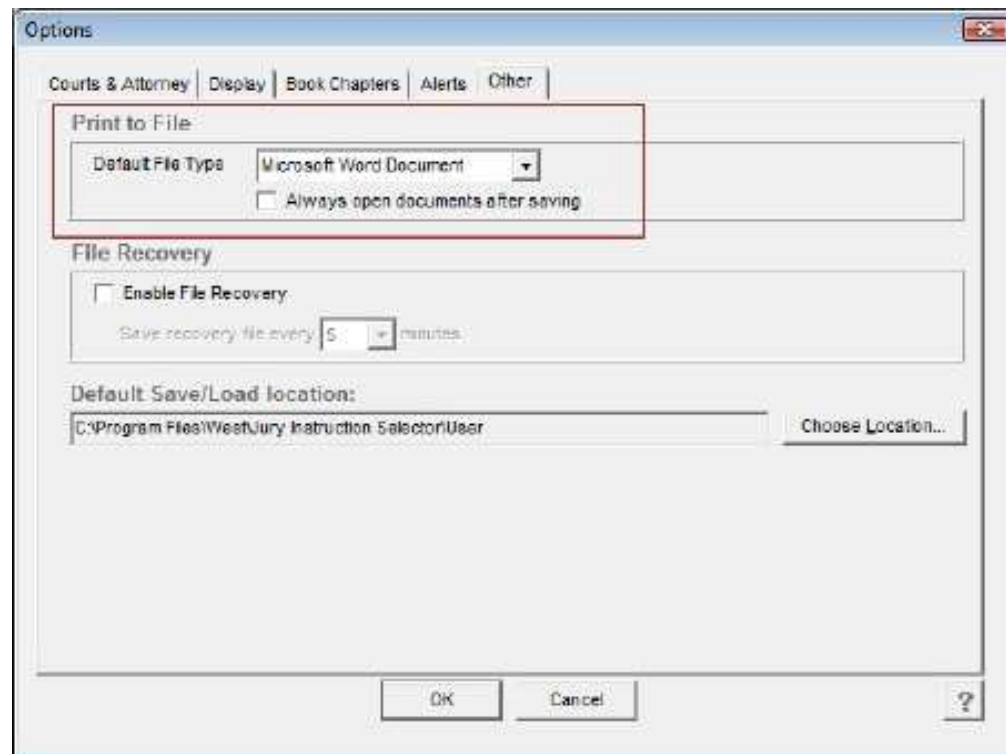 Options
Courts & Attorney Display Book Chapters Alerts Other
Print to File
Default File Type Microsoft Word Document
Always open documents after saving
File Recovery
Enable File Recovery
Save recovery file every 5 minutes
Default Save/Load location:
C:\Program Files\West\Jury Instruction Selector\User
Choose Location...
OK Cancel ?